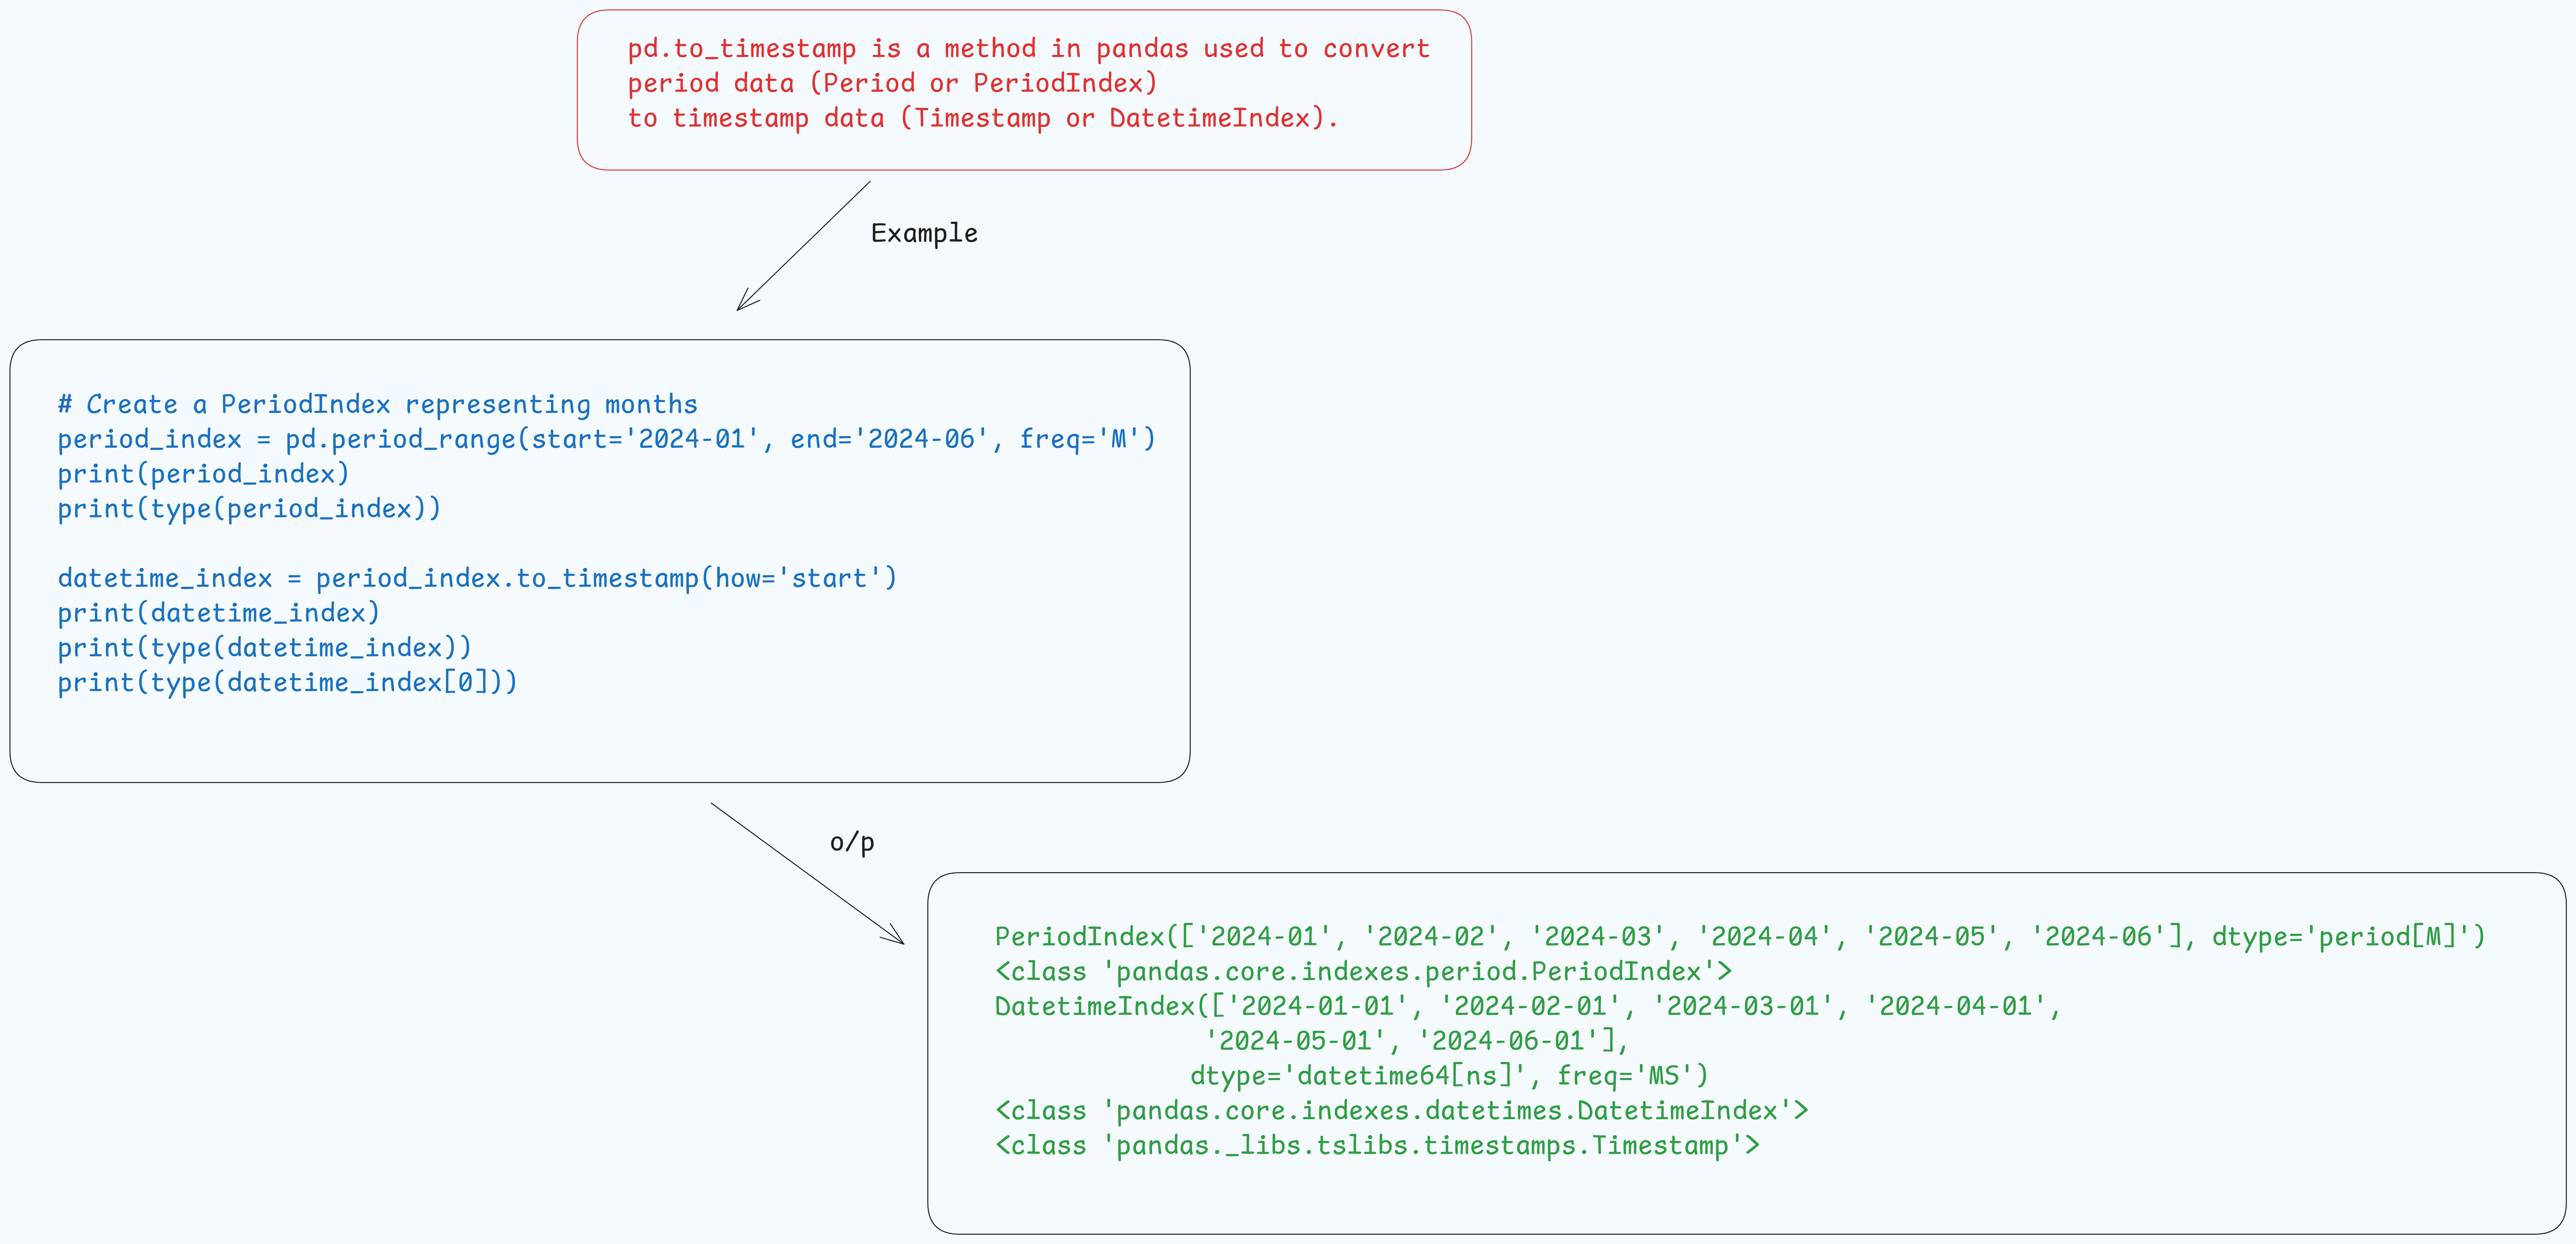 pd.to_timestamp is a method in pandas used to convert
period data (Period or PeriodIndex)
to timestamp data (Timestamp or DatetimeIndex).
Example
# Create a PeriodIndex representing months
period_index = pd.period_range(start='2024-01', end='2024-06', freq='M')
print(period_index)
print(type(period_index))
datetime_index = period_index.to_timestamp(how='start')
print(datetime_index)
print(type(datetime_index))
print(type(datetime_index[0]))
o/p
PeriodIndex(['2024-01', '2024-02', '2024-03', '2024-04', '2024-05', '2024-06'], dtype='period[M]')
<class 'pandas.core.indexes.period.PeriodIndex'>
DatetimeIndex(['2024-01-01', '2024-02-01', '2024-03-01', '2024-04-01',
'2024-05-01', '2024-06-01'],
dtype='datetime64[ns]', freq='MS')
<class 'pandas.core.indexes.datetimes.DatetimeIndex'>
<class 'pandas._libs.tslibs.timestamps.Timestamp'>